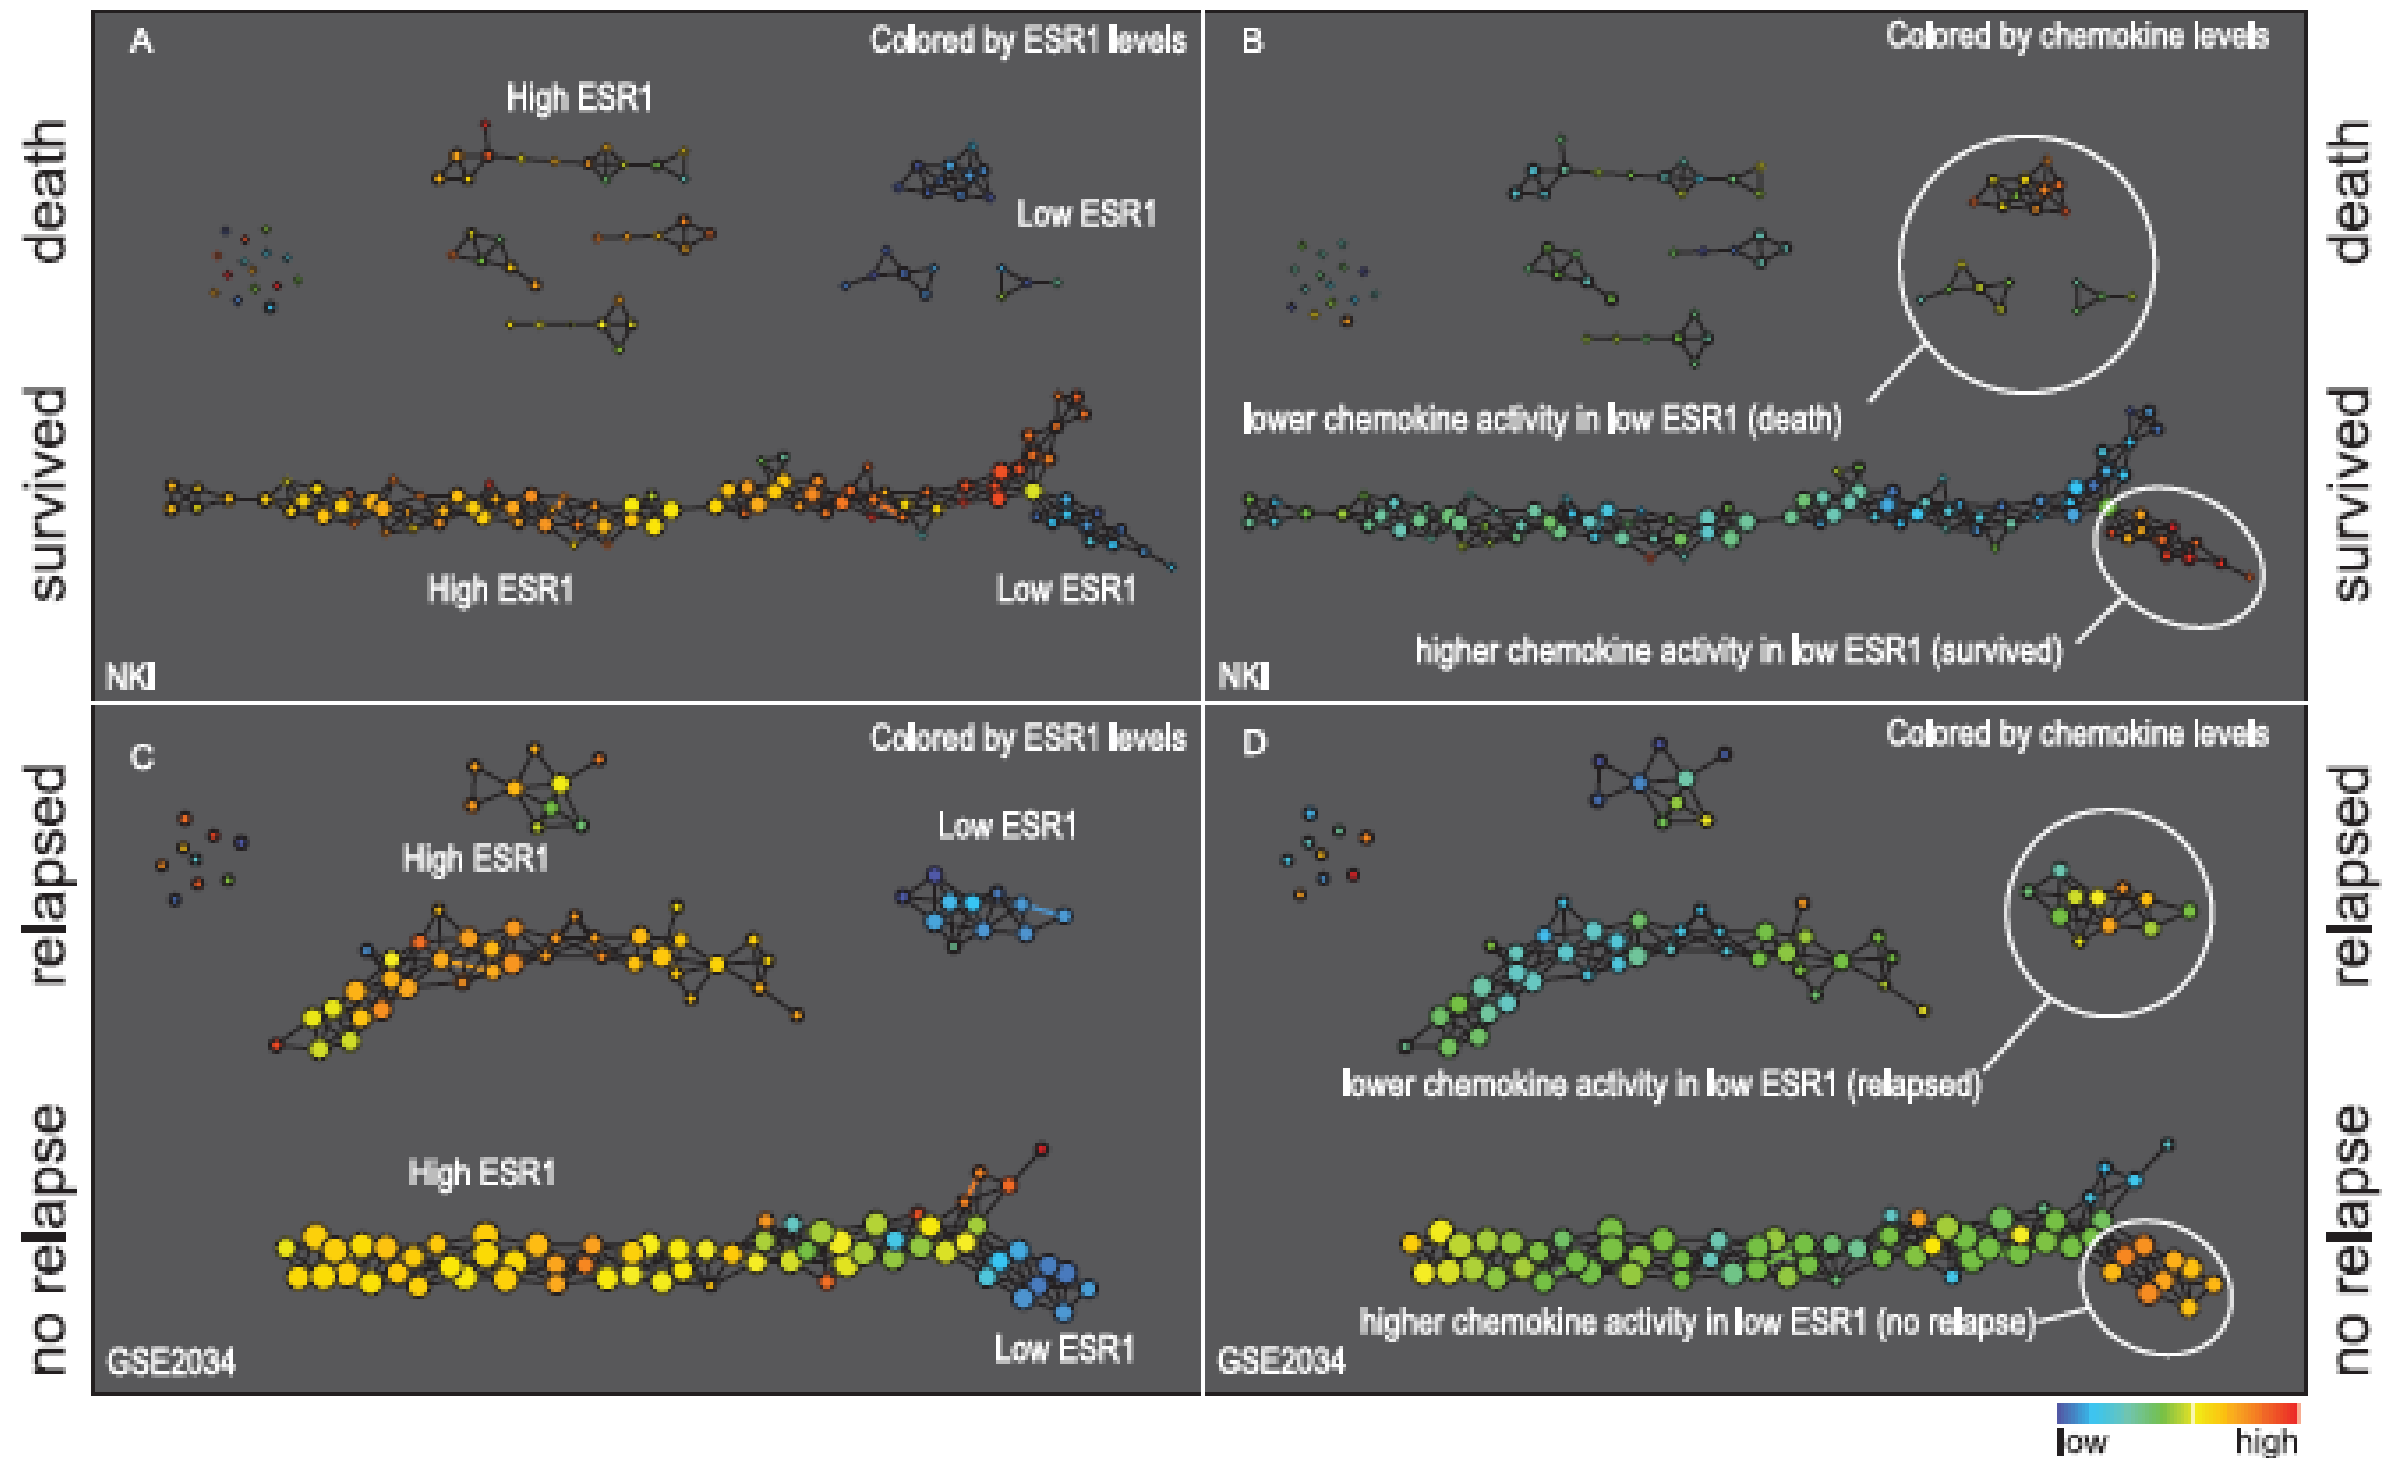 A
Colored by ESR1 levels
High ESR1
Low ESR1
High ESR1
Low ESR1
NKI
B
Colored by chemokine levels
lower chemokine activity in low ESR1 (death)
higher chemokine activity in low ESR1 (survived)
NKI
death
survived
death
survived
C
Colored by ESR1 levels
High ESR1
Low ESR1
High ESR1
Low ESR1
GSE2034
D
Colored by chemokine levels
lower chemokine activity in low ESR1 (relapsed)
higher chemokine activity in low ESR1 (no relapse)
GSE2034
relapsed
no relapse
relapsed
no relapse
low high